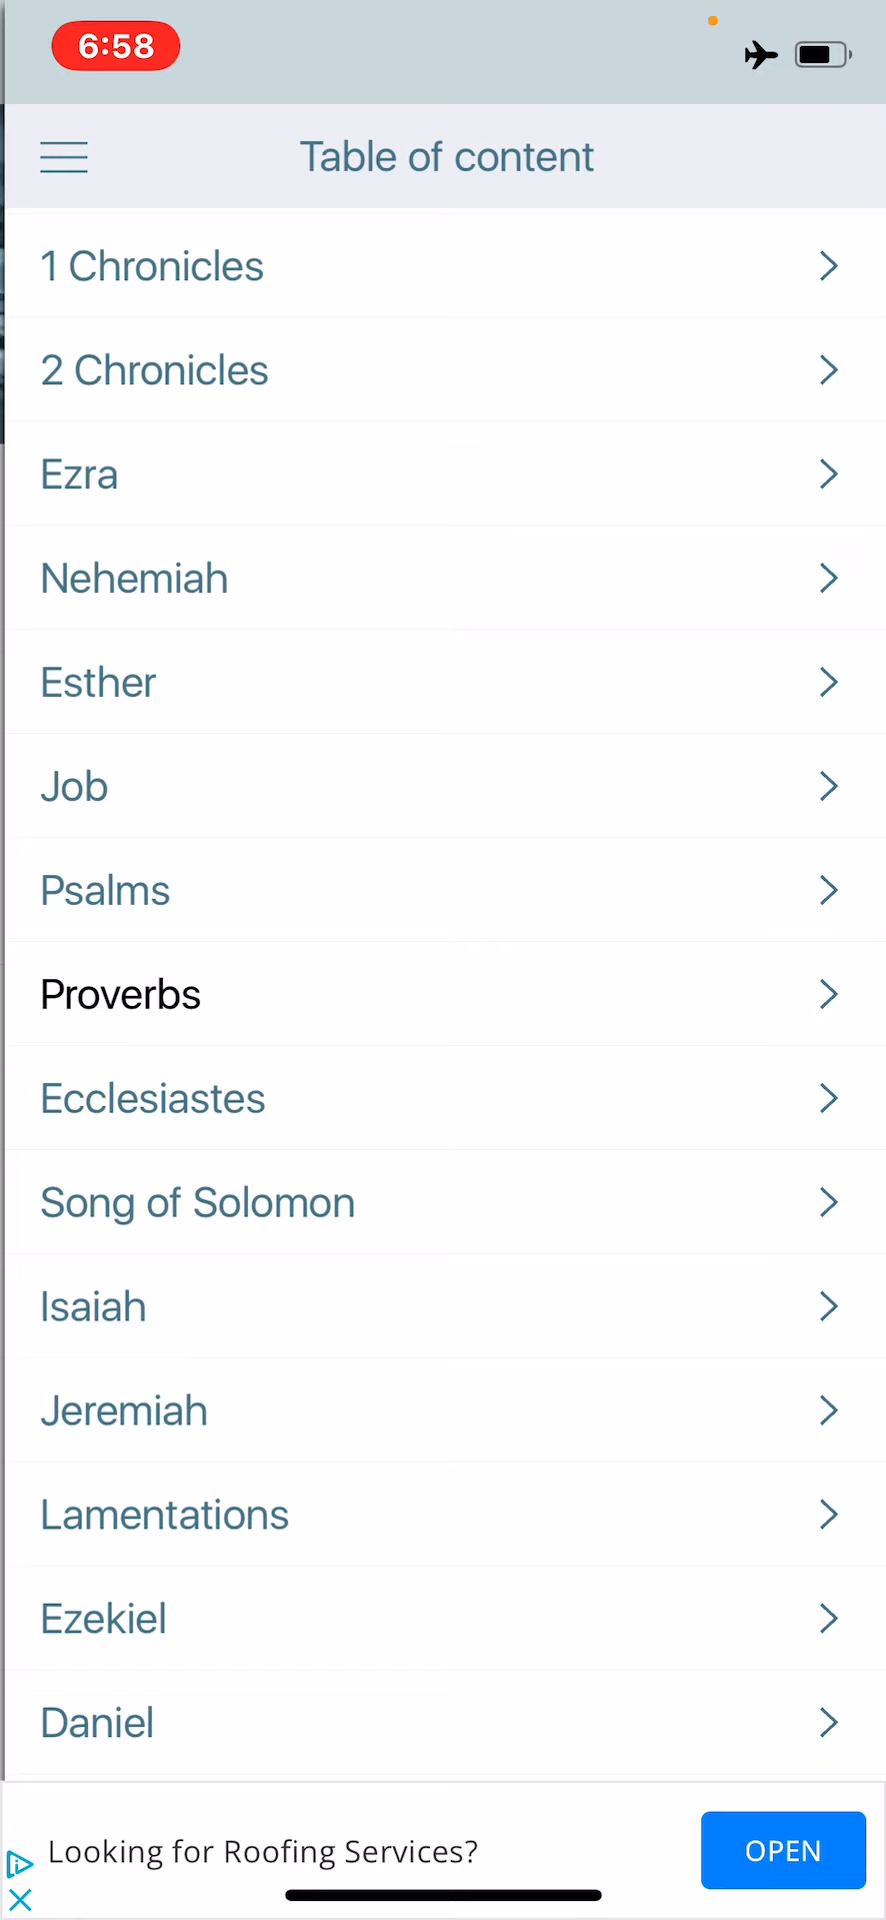 6:58
Table of content
1 Chronicles
2 Chronicles
Ezra
Nehemiah
Esther
Job
Psalms
Proverbs
Ecclesiastes
Song of Solomon
Isaiah
Jeremiah
Lamentations
Ezekiel
Daniel
Looking for Roofing Services?
OPEN